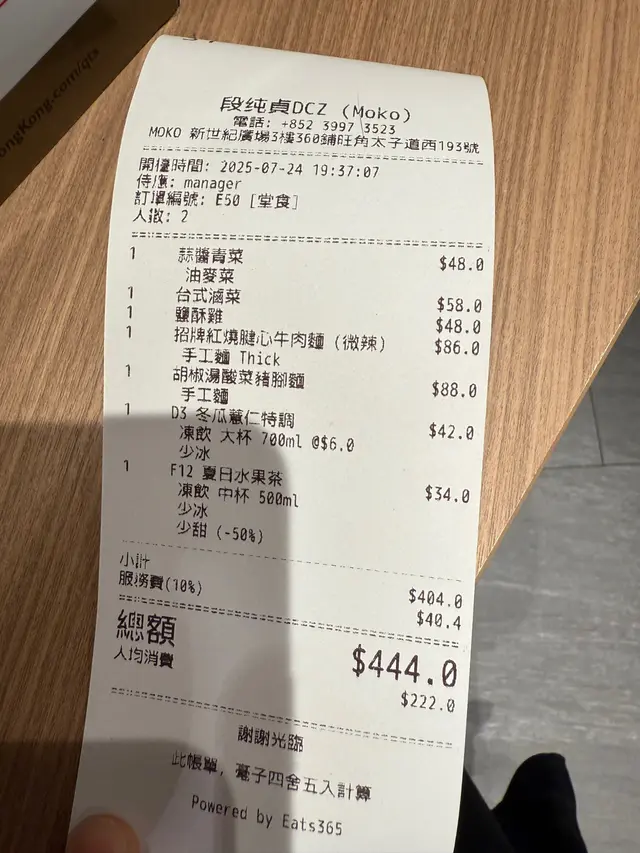 ongKong.com/qts
段纯貞DCZ (Moko)
電話: +852 3997 3523
MOKO 新世紀廣場3樓360舖旺角太子道西193號
開檯時間: 2025-07-24 19:37:07
侍應: manager
訂單編號: E50 [堂食]
人數: 2
1 蒜醬青菜 $48.0
油麥菜
1 台式滷菜 $58.0
1 鹽酥雞 $48.0
1 招牌紅燒腱心牛肉麵 (微辣) $86.0
手工麵 Thick
1 胡椒湯酸菜豬腳麵 $88.0
手工麵
1 D3 冬瓜薏仁特調 $42.0
凍飲 大杯 700ml @$6.0
少冰
1 F12 夏日水果茶 $34.0
凍飲 中杯 500ml
少冰
少甜 (-50%)
小計 $404.0
服務費(10%) $40.4
總額 $444.0
人均消費 $222.0
謝謝光臨
此帳單, 毫子四舍五入計算
Powered by Eats365